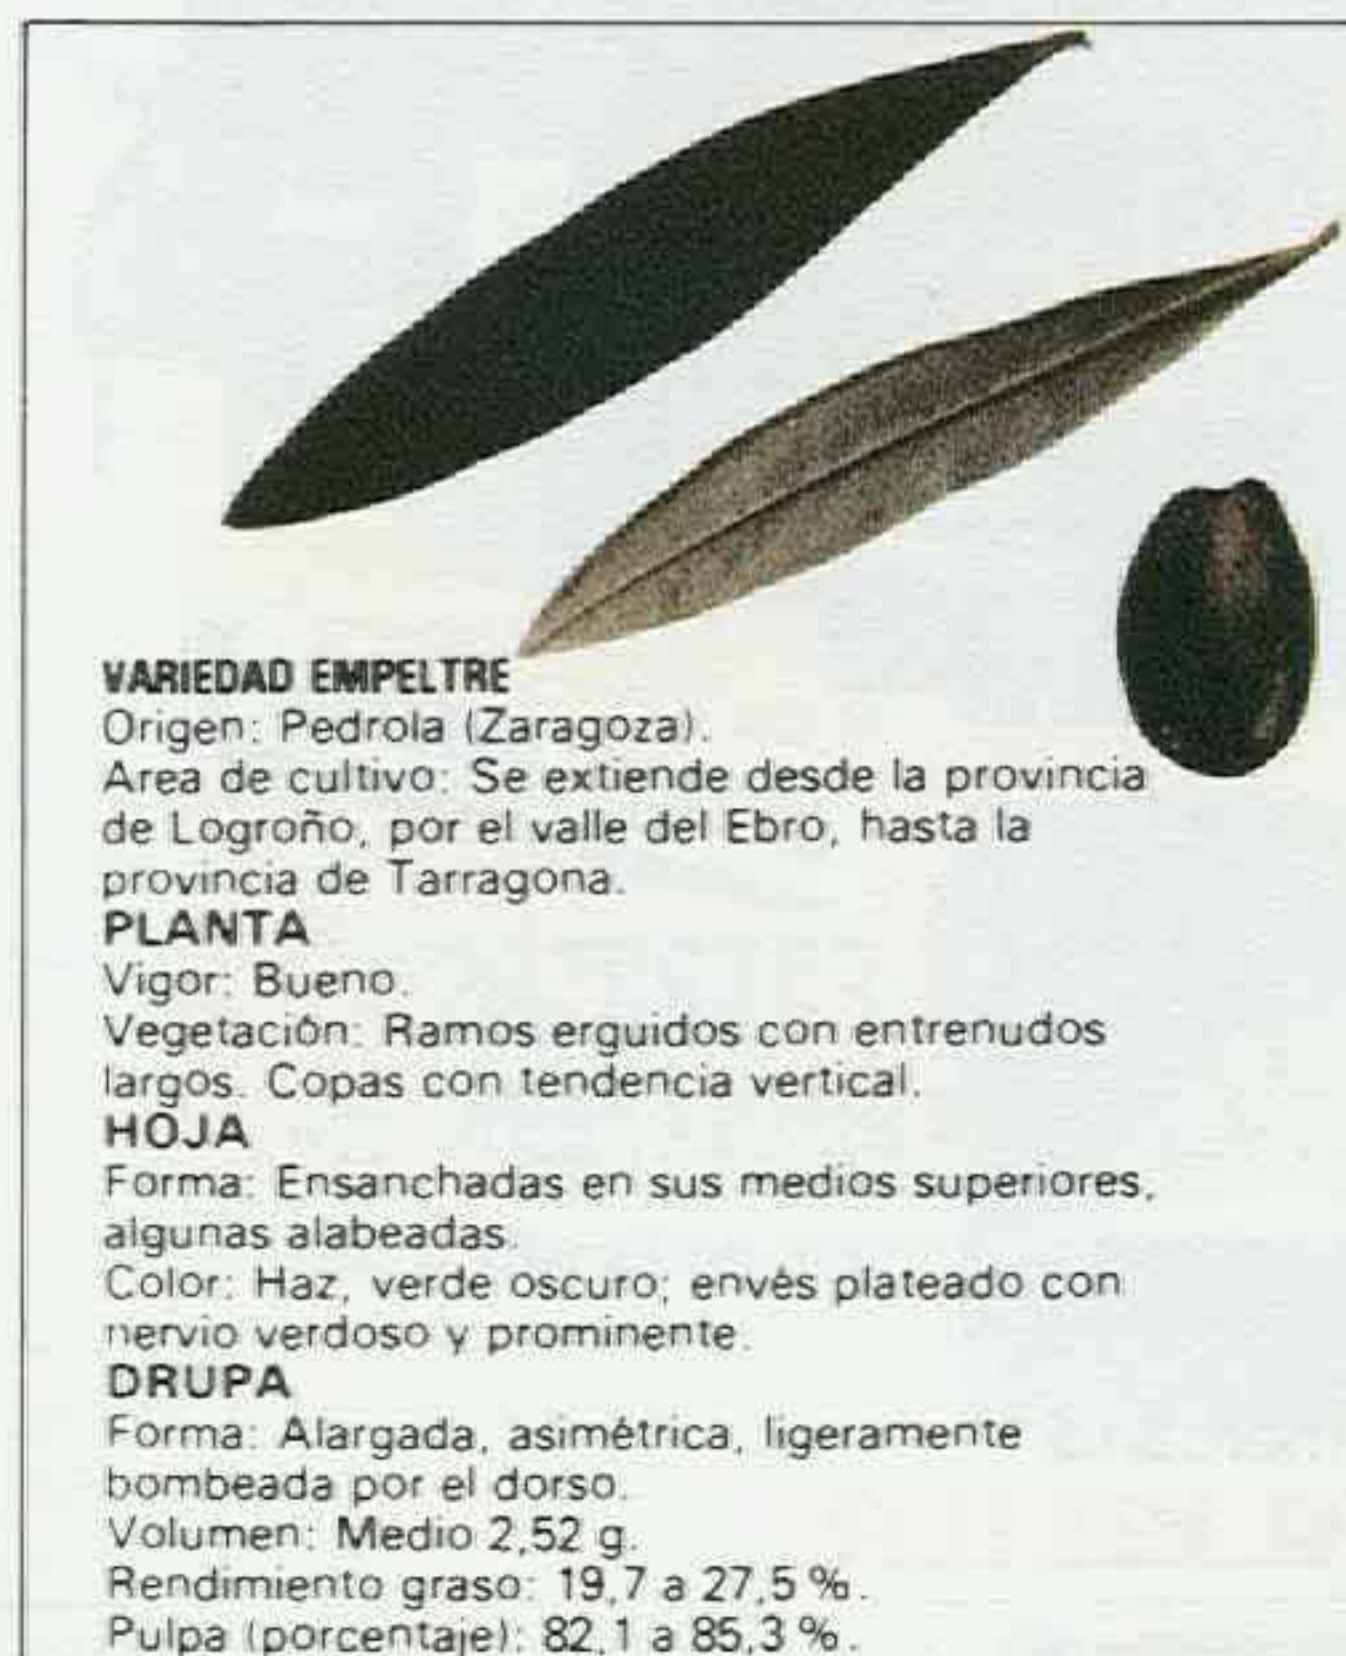 VARIEDAD EMPELTRE
Origen: Pedrola (Zaragoza).
Area de cultivo: Se extiende desde la provincia
de Logroño, por el valle del Ebro, hasta la
provincia de Tarragona.
PLANTA
Vigor: Bueno.
Vegetación: Ramos erguidos con entrenudos
largos. Copas con tendencia vertical.
HOJA
Forma: Ensanchadas en sus medios superiores,
algunas alabeadas.
Color: Haz, verde oscuro; envés plateado con
nervio verdoso y prominente.
DRUPA
Forma: Alargada, asimétrica, ligeramente
bombeada por el dorso.
Volumen: Medio 2,52 g.
Rendimiento graso: 19,7 a 27,5 %.
Pulpa (porcentaje): 82,1 a 85,3 %.